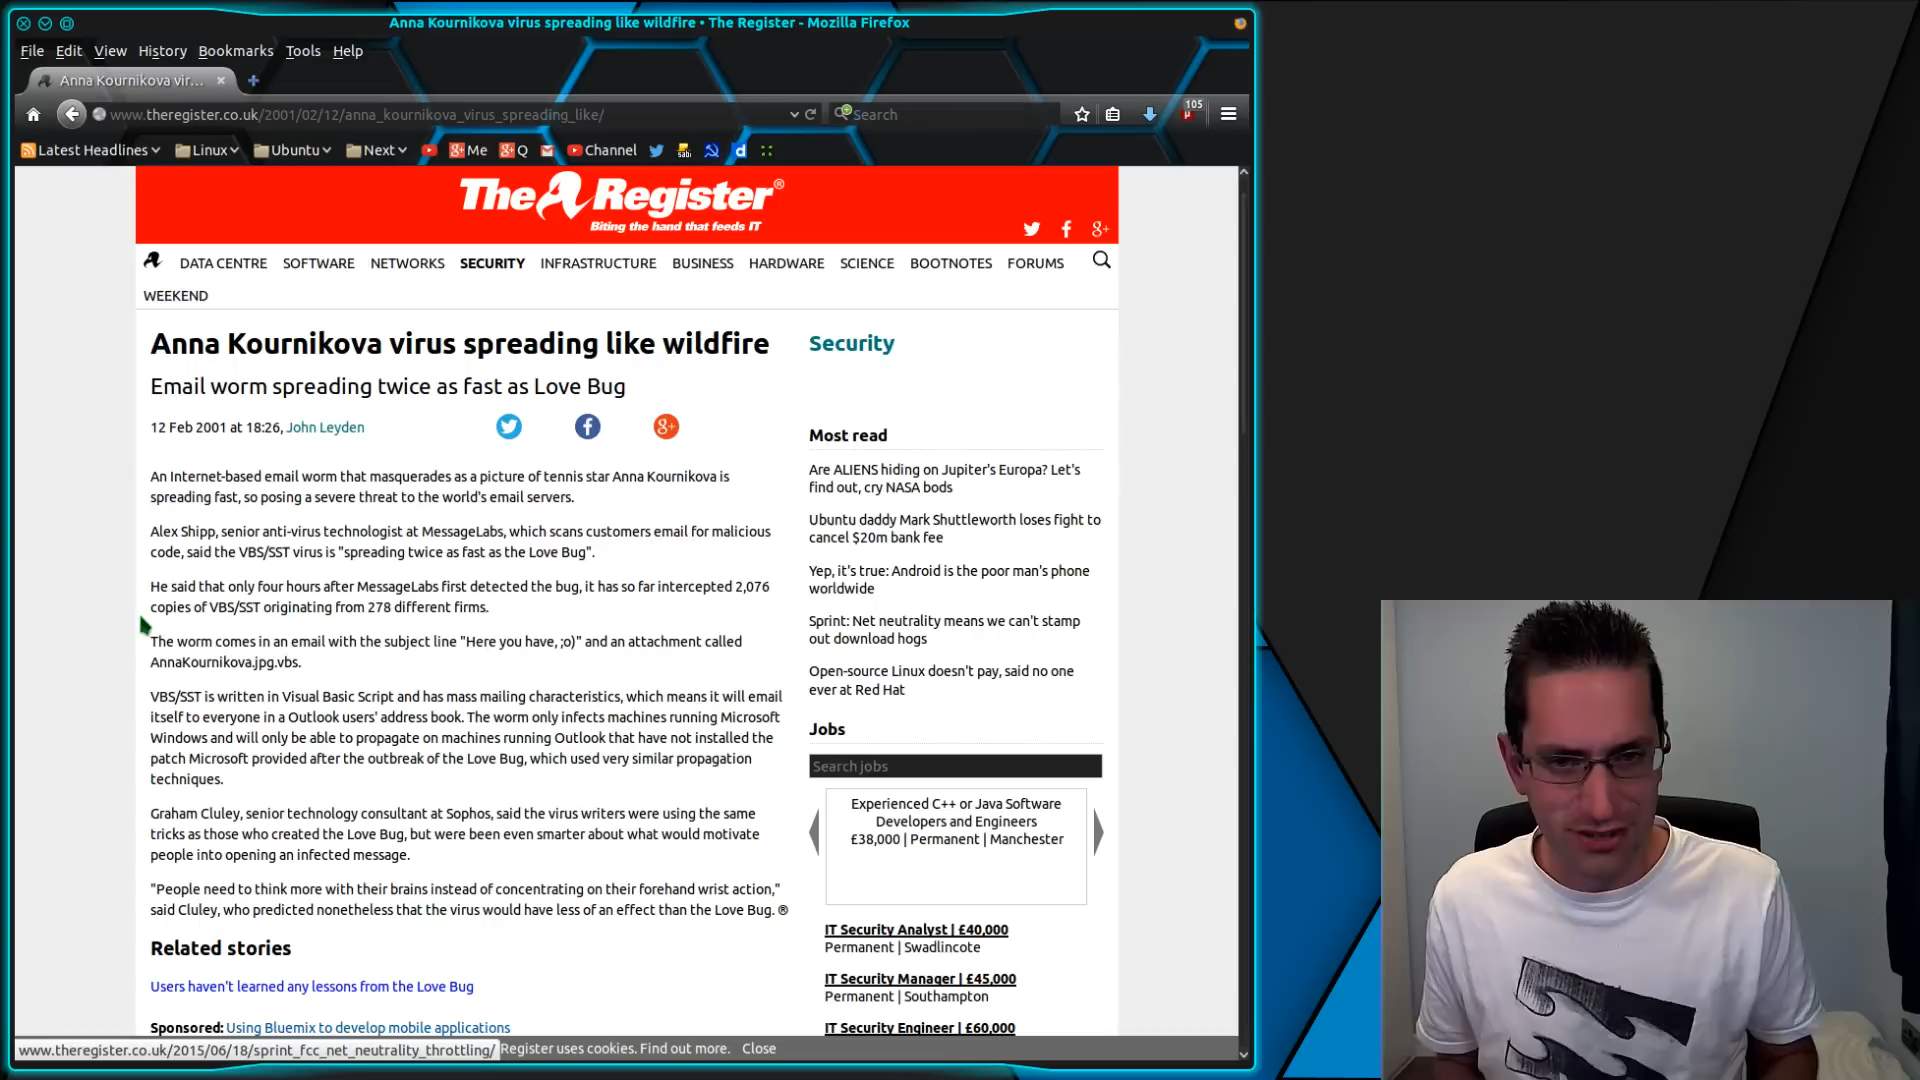 Anna Kournikova virus spreading like wildfire • The Register - Mozilla Firefox
File Edit View History Bookmarks Tools Help
Anna Kournikova vir...
www.theregister.co.uk/2001/02/12/anna_kournikova_virus_spreading_like/
Search
105
Latest Headlines Linux Ubuntu Next Me Q Channel
The Register®
Biting the hand that feeds IT
DATA CENTRE SOFTWARE NETWORKS SECURITY INFRASTRUCTURE BUSINESS HARDWARE SCIENCE BOOTNOTES FORUMS
WEEKEND
Anna Kournikova virus spreading like wildfire
Email worm spreading twice as fast as Love Bug
12 Feb 2001 at 18:26, John Leyden
An Internet-based email worm that masquerades as a picture of tennis star Anna Kournikova is
spreading fast, so posing a severe threat to the world's email servers.
Alex Shipp, senior anti-virus technologist at MessageLabs, which scans customers email for malicious
code, said the VBS/SST virus is "spreading twice as fast as the Love Bug".
He said that only four hours after MessageLabs first detected the bug, it has so far intercepted 2,076
copies of VBS/SST originating from 278 different firms.
The worm comes in an email with the subject line "Here you have, ;o)" and an attachment called
AnnaKournikova.jpg.vbs.
VBS/SST is written in Visual Basic Script and has mass mailing characteristics, which means it will email
itself to everyone in a Outlook users' address book. The worm only infects machines running Microsoft
Windows and will only be able to propagate on machines running Outlook that have not installed the
patch Microsoft provided after the outbreak of the Love Bug, which used very similar propagation
techniques.
Graham Cluley, senior technology consultant at Sophos, said the virus writers were using the same
tricks as those who created the Love Bug, but were been even smarter about what would motivate
people into opening an infected message.
"People need to think more with their brains instead of concentrating on their forehand wrist action,"
said Cluley, who predicted nonetheless that the virus would have less of an effect than the Love Bug. ®
Related stories
Users haven't learned any lessons from the Love Bug
Sponsored: Using Bluemix to develop mobile applications
Security
Most read
Are ALIENS hiding on Jupiter's Europa? Let's
find out, cry NASA bods
Ubuntu daddy Mark Shuttleworth loses fight to
cancel $20m bank fee
Yep, it's true: Android is the poor man's phone
worldwide
Sprint: Net neutrality means we can't stamp
out download hogs
Open-source Linux doesn't pay, said no one
ever at Red Hat
Jobs
Search jobs
Experienced C++ or Java Software
Developers and Engineers
£38,000 | Permanent | Manchester
IT Security Analyst | £40,000
Permanent | Swadlincote
IT Security Manager | £45,000
Permanent | Southampton
IT Security Engineer | £60,000
www.theregister.co.uk/2015/06/18/sprint_fcc_net_neutrality_throttling/
Register uses cookies. Find out more. Close